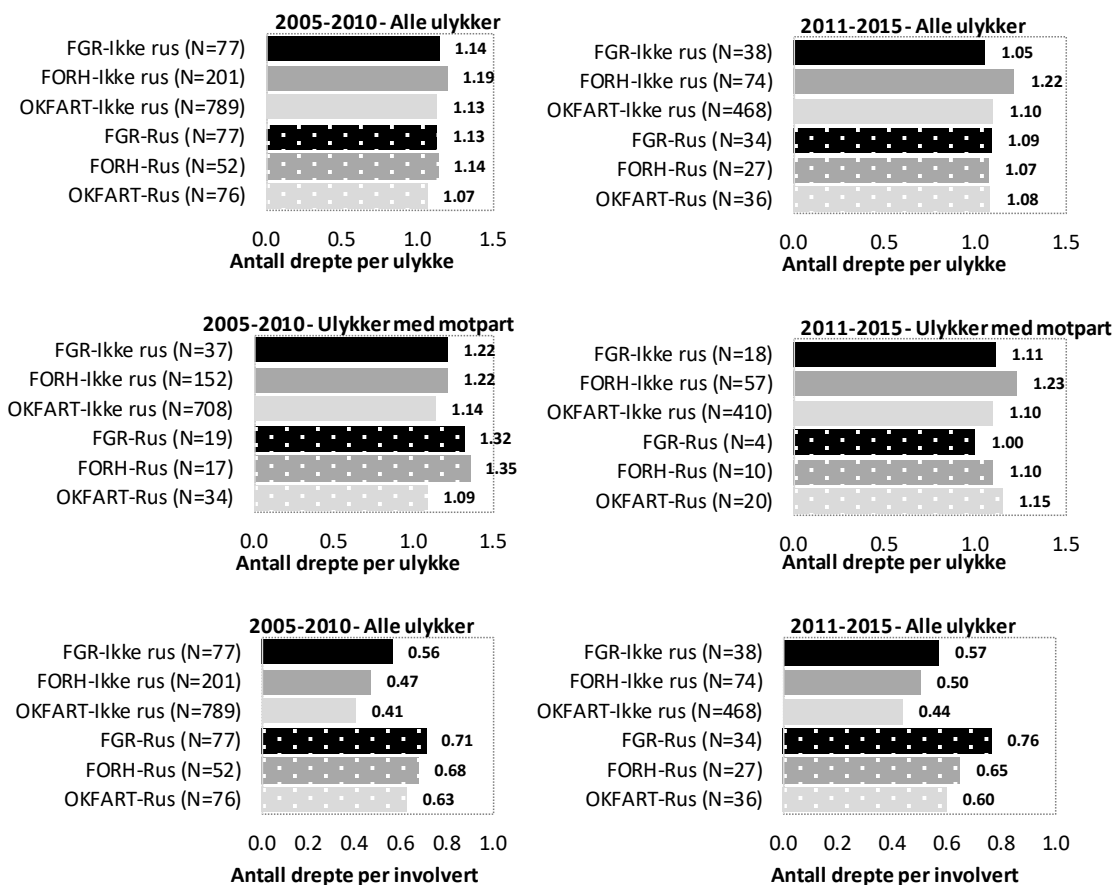 2005-2010 - Alle ulykker
FGR-Ikke rus (N=77) 1.14
FORH-Ikke rus (N=201) 1.19
OKFART-Ikke rus (N=789) 1.13
FGR-Rus (N=77) 1.13
FORH-Rus (N=52) 1.14
OKFART-Rus (N=76) 1.07
0.0 0.5 1.0 1.5
Antall drepte per ulykke
2011-2015 - Alle ulykker
FGR-Ikke rus (N=38) 1.05
FORH-Ikke rus (N=74) 1.22
OKFART-Ikke rus (N=468) 1.10
FGR-Rus (N=34) 1.09
FORH-Rus (N=27) 1.07
OKFART-Rus (N=36) 1.08
0.0 0.5 1.0 1.5
Antall drepte per ulykke
2005-2010 - Ulykker med motpart
FGR-Ikke rus (N=37) 1.22
FORH-Ikke rus (N=152) 1.22
OKFART-Ikke rus (N=708) 1.14
FGR-Rus (N=19) 1.32
FORH-Rus (N=17) 1.35
OKFART-Rus (N=34) 1.09
0.0 0.5 1.0 1.5
Antall drepte per ulykke
2011-2015 - Ulykker med motpart
FGR-Ikke rus (N=18) 1.11
FORH-Ikke rus (N=57) 1.23
OKFART-Ikke rus (N=410) 1.10
FGR-Rus (N=4) 1.00
FORH-Rus (N=10) 1.10
OKFART-Rus (N=20) 1.15
0.0 0.5 1.0 1.5
Antall drepte per ulykke
2005-2010 - Alle ulykker
FGR-Ikke rus (N=77) 0.56
FORH-Ikke rus (N=201) 0.47
OKFART-Ikke rus (N=789) 0.41
FGR-Rus (N=77) 0.71
FORH-Rus (N=52) 0.68
OKFART-Rus (N=76) 0.63
0.0 0.2 0.4 0.6 0.8 1.0
Antall drepte per involvert
2011-2015 - Alle ulykker
FGR-Ikke rus (N=38) 0.57
FORH-Ikke rus (N=74) 0.50
OKFART-Ikke rus (N=468) 0.44
FGR-Rus (N=34) 0.76
FORH-Rus (N=27) 0.65
OKFART-Rus (N=36) 0.60
0.0 0.2 0.4 0.6 0.8 1.0
Antall drepte per involvert